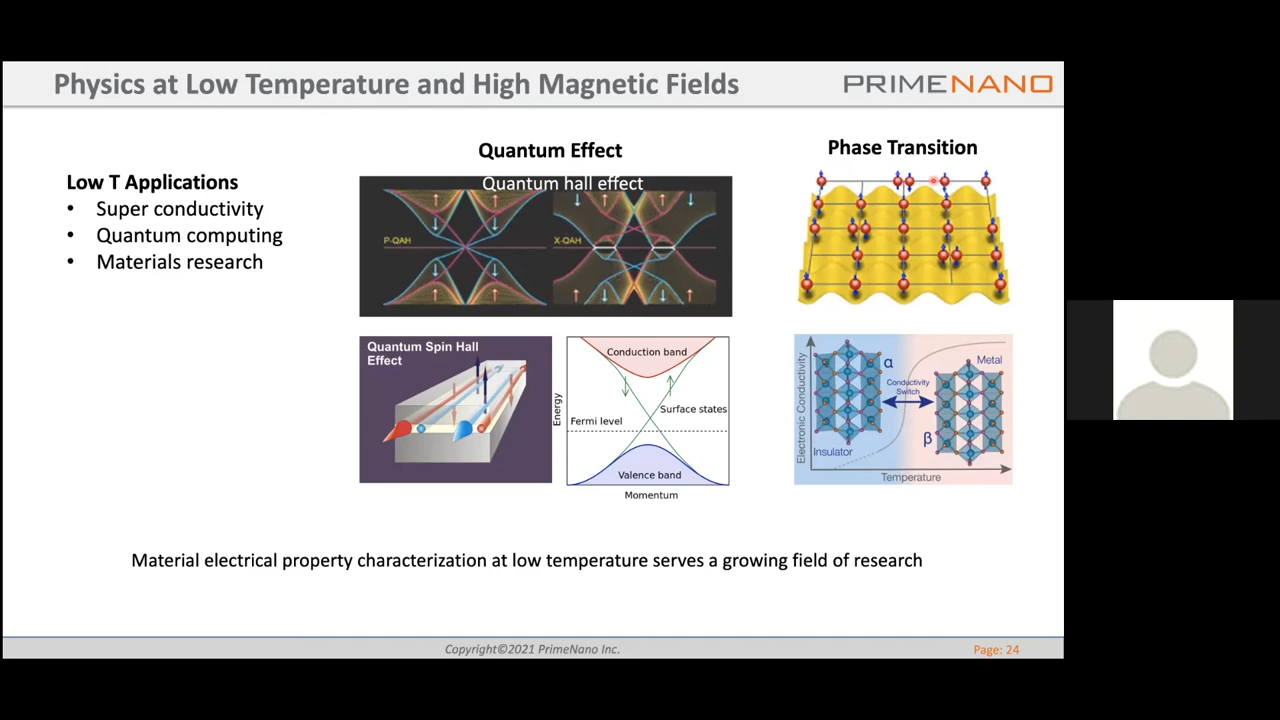 Physics at Low Temperature and High Magnetic Fields
PRIMENANO
Low T Applications
• Super conductivity
• Quantum computing
• Materials research
Quantum Effect
Quantum hall effect
P-QAH
X-QAH
Quantum Spin Hall
Effect
Conduction band
Surface states
Fermi level
Valence band
Energy
Momentum
Phase Transition
Electronic Conductivity
α
Metal
Conductivity
Switch
β
Insulator
Temperature
Material electrical property characterization at low temperature serves a growing field of research
Copyright©2021 PrimeNano Inc.
Page: 24